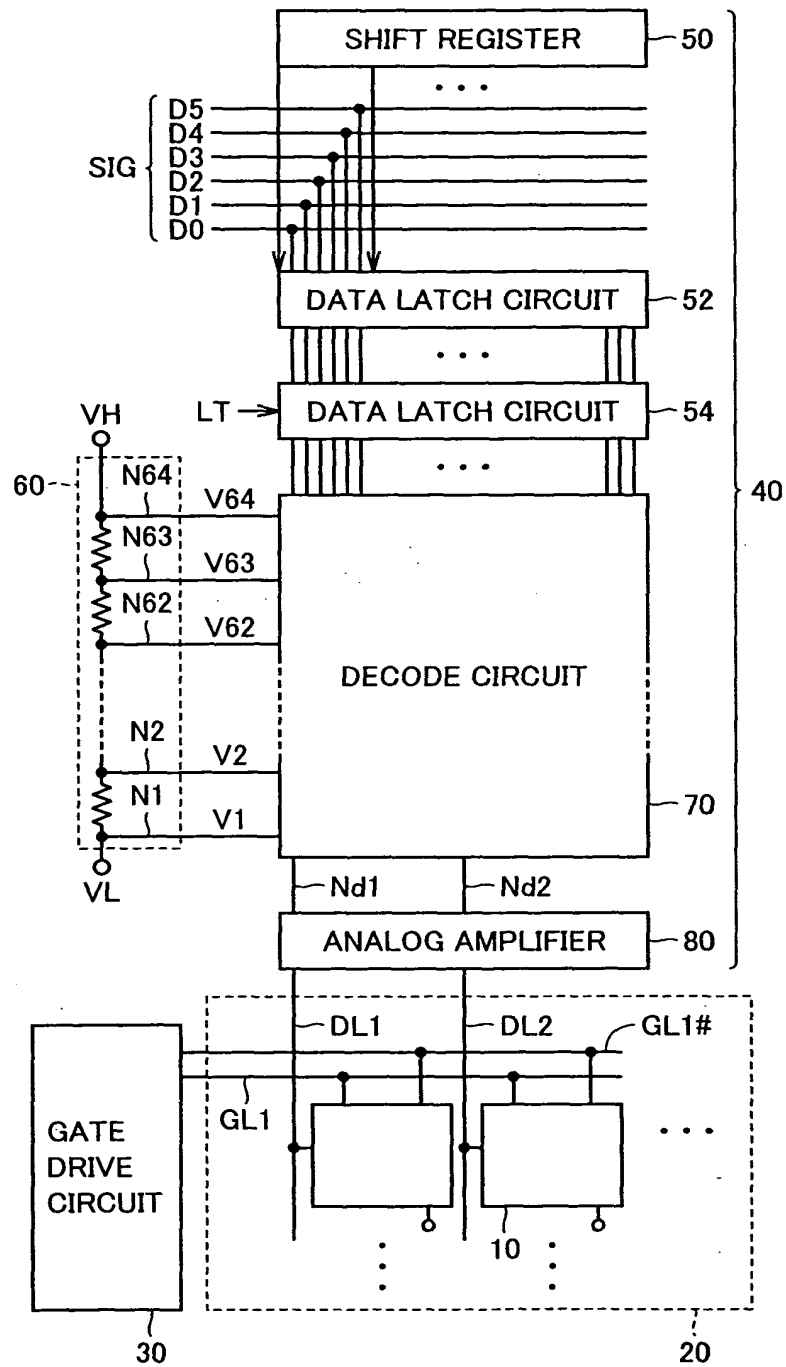 SHIFT REGISTER
50
SIG
D5
D4
D3
D2
D1
D0
DATA LATCH CIRCUIT
52
LT
DATA LATCH CIRCUIT
54
40
VH
60
N64
V64
N63
V63
N62
V62
DECODE CIRCUIT
N2
V2
N1
V1
70
VL
Nd1
Nd2
ANALOG AMPLIFIER
80
DL1
DL2
GL1#
GL1
GATE
DRIVE
CIRCUIT
10
30
20